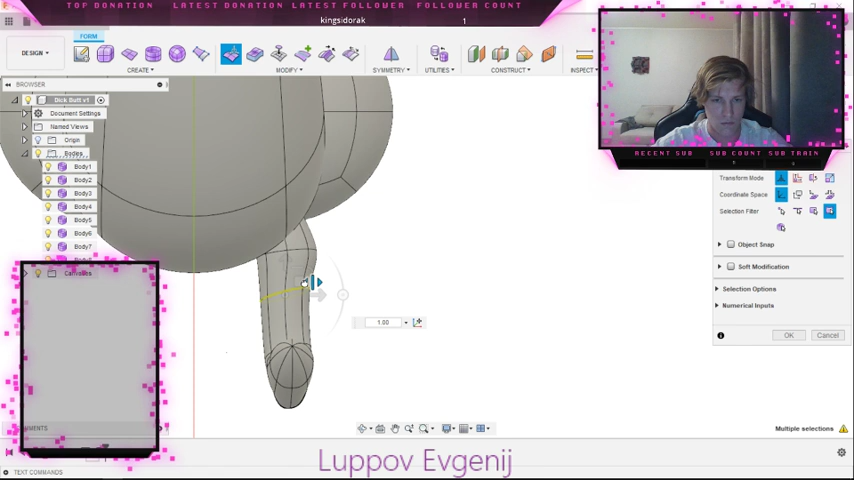 TOP DONATION LATEST DONATION LATEST FOLLOWER FOLLOWER COUNT
kingsidorak
1
FORM
DESIGN
CREATE
MODIFY
SYMMETRY
UTILITIES
CONSTRUCT
INSPECT
BROWSER
Dick Butt v1
Document Settings
Named Views
Origin
Bodies
Body1
Body2
Body3
Body4
Body5
Body6
Body7
Canvases
RECENT SUB SUB COUNT SUB TRAIN
Transform Mode
Coordinate Space
Selection Filter
Object Snap
Soft Modification
Selection Options
Numerical Inputs
OK Cancel
1.00
Multiple selections
TEXT COMMANDS
Luppov Evgenij